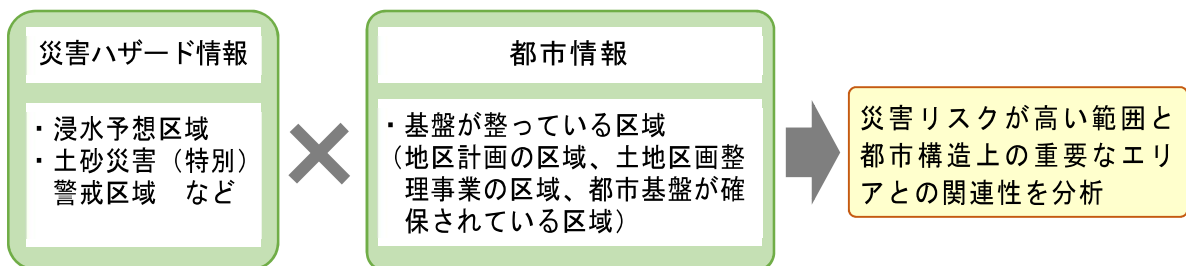 災害ハザード情報
・浸水予想区域
・土砂災害（特別）
警戒区域　など
都市情報
・基盤が整っている区域
（地区計画の区域、土地区画整
理事業の区域、都市基盤が確
保されている区域）
災害リスクが高い範囲と
都市構造上の重要なエリ
アとの関連性を分析